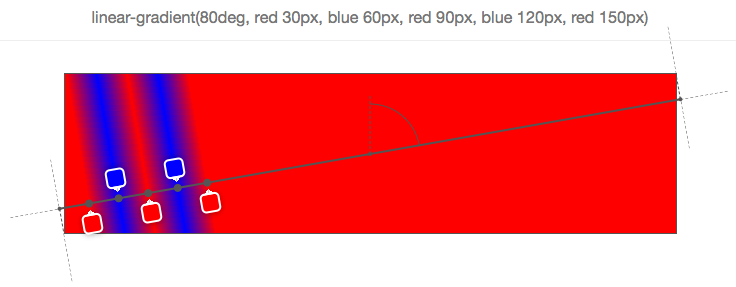 linear-gradient(80deg, red 30px, blue 60px, red 90px, blue 120px, red 150px)